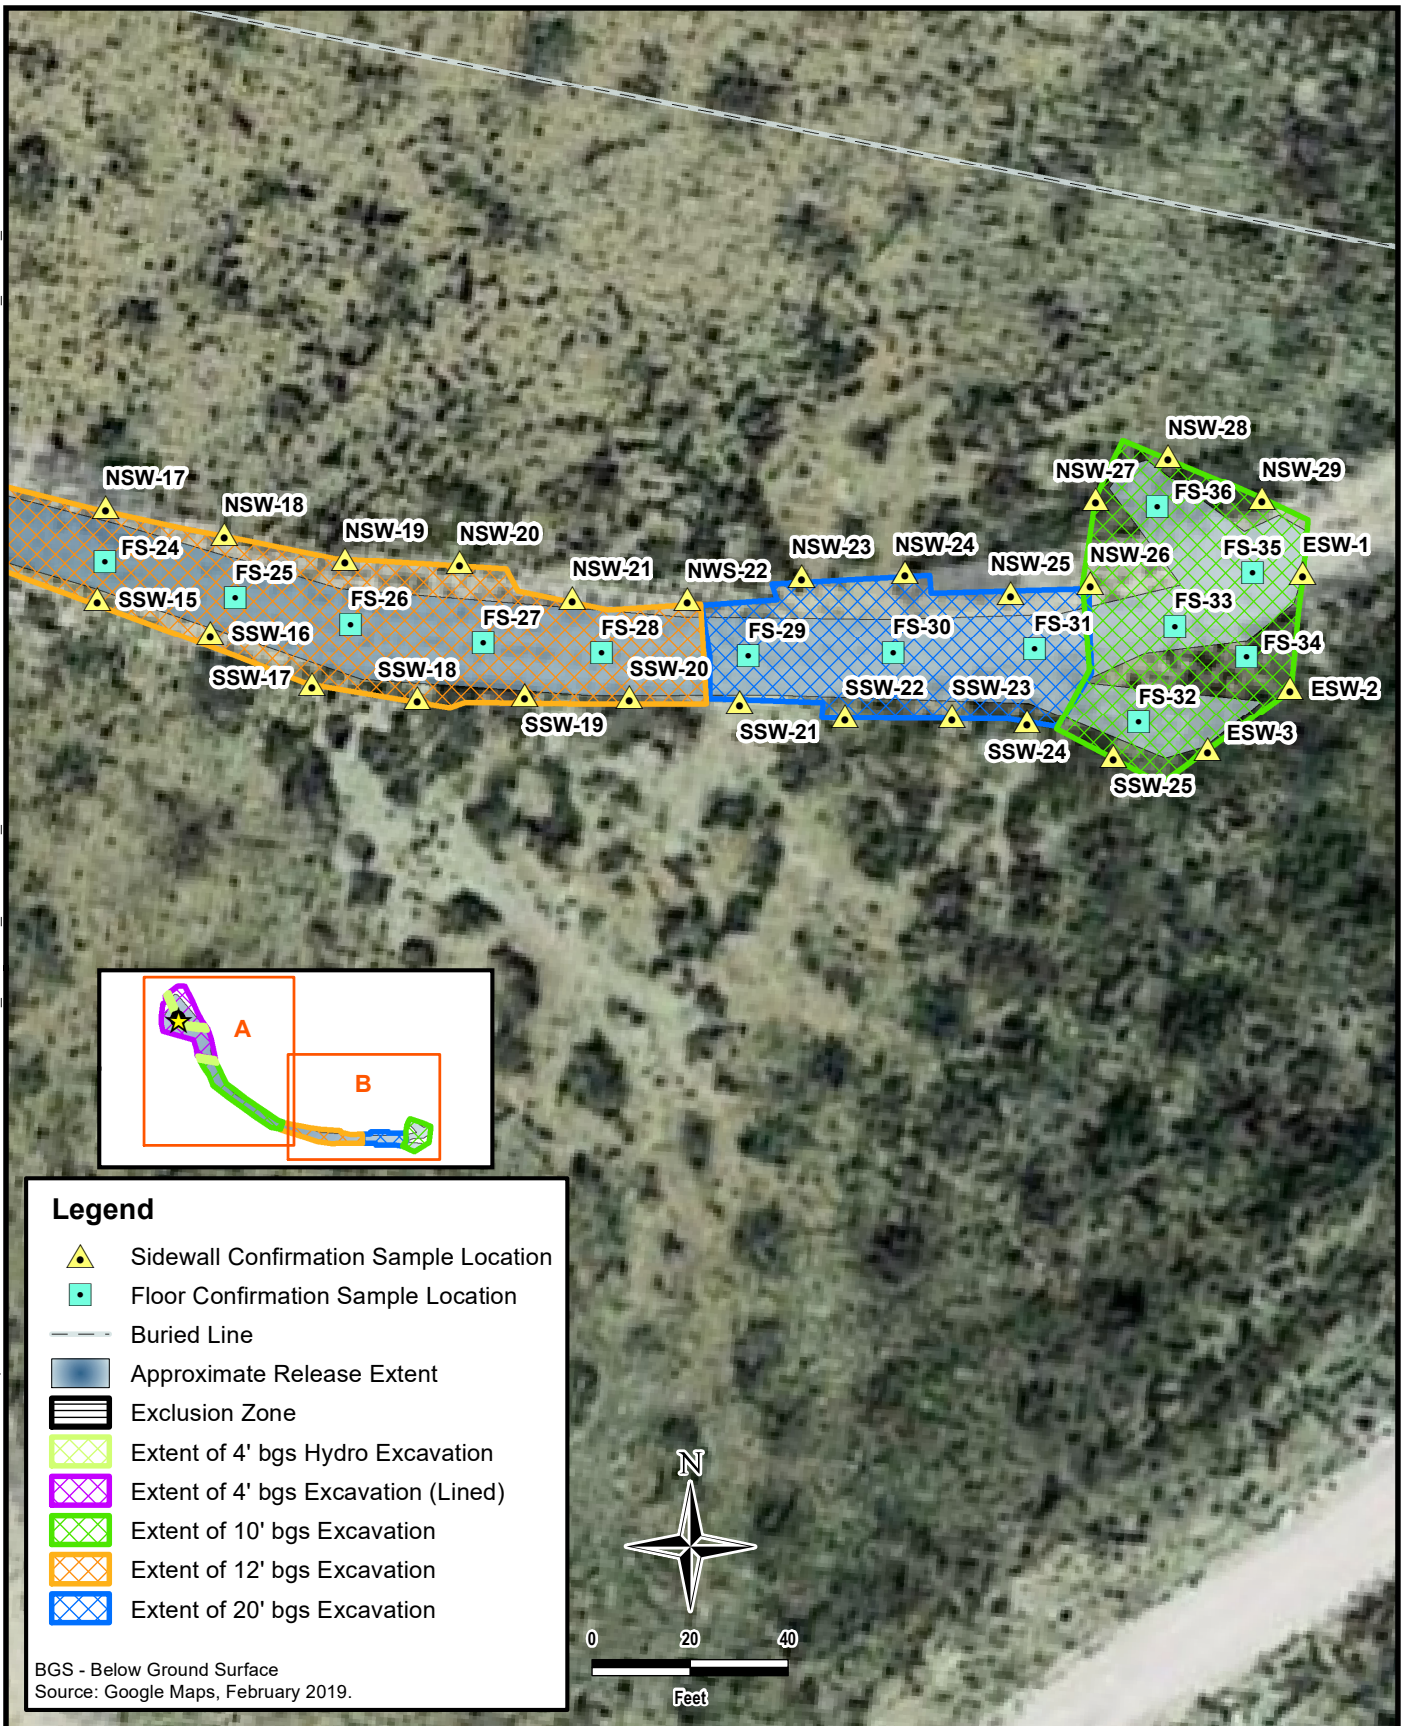 NSW-28
NSW-27
NSW-29
NSW-17
FS-36
NSW-18
NSW-19
NSW-20
FS-24
NSW-21
NWS-22
NSW-23
NSW-24
NSW-25
NSW-26
FS-35
ESW-1
FS-25
SSW-15
FS-26
FS-33
SSW-16
FS-27
FS-28
FS-29
FS-30
FS-31
FS-34
SSW-17
SSW-18
SSW-20
SSW-22
SSW-23
ESW-2
SSW-19
SSW-21
SSW-24
FS-32
ESW-3
SSW-25
A
B
Legend
Sidewall Confirmation Sample Location
Floor Confirmation Sample Location
Buried Line
Approximate Release Extent
Exclusion Zone
Extent of 4' bgs Hydro Excavation
Extent of 4' bgs Excavation (Lined)
Extent of 10' bgs Excavation
Extent of 12' bgs Excavation
Extent of 20' bgs Excavation
BGS - Below Ground Surface
Source: Google Maps, February 2019.
N
0 20 40
Feet